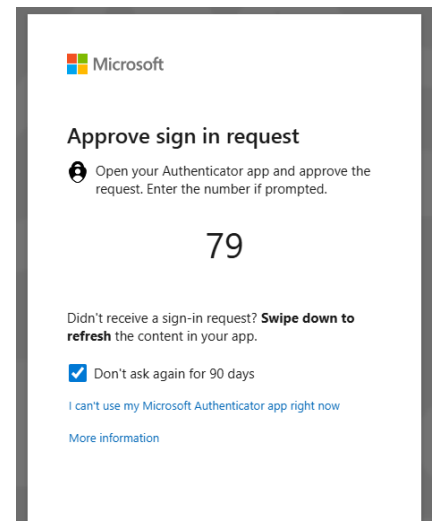 Microsoft
Approve sign in request
Open your Authenticator app and approve the
request. Enter the number if prompted.
79
Didn't receive a sign-in request? Swipe down to
refresh the content in your app.
Don't ask again for 90 days
I can't use my Microsoft Authenticator app right now
More information